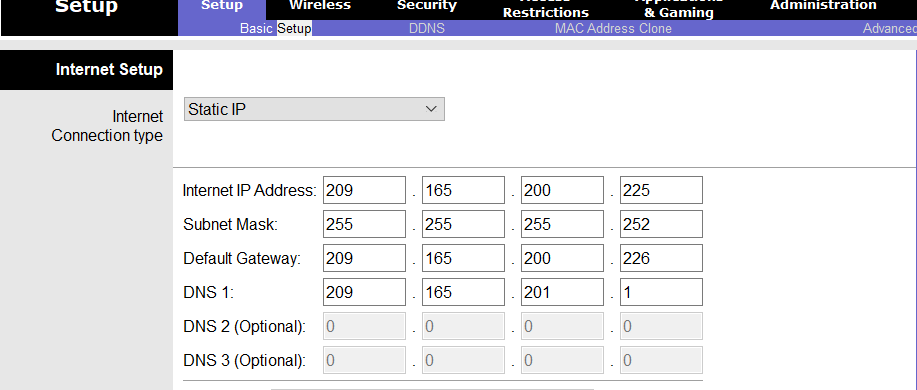 Setup
Setup Wireless Security Restrictions & Gaming Administration
Basic Setup DDNS MAC Address Clone Advanced
Internet Setup
Internet
Connection type
Static IP
Internet IP Address: 209 . 165 . 200 . 225
Subnet Mask: 255 . 255 . 255 . 252
Default Gateway: 209 . 165 . 200 . 226
DNS 1: 209 . 165 . 201 . 1
DNS 2 (Optional): 0 . 0 . 0 . 0
DNS 3 (Optional): 0 . 0 . 0 . 0